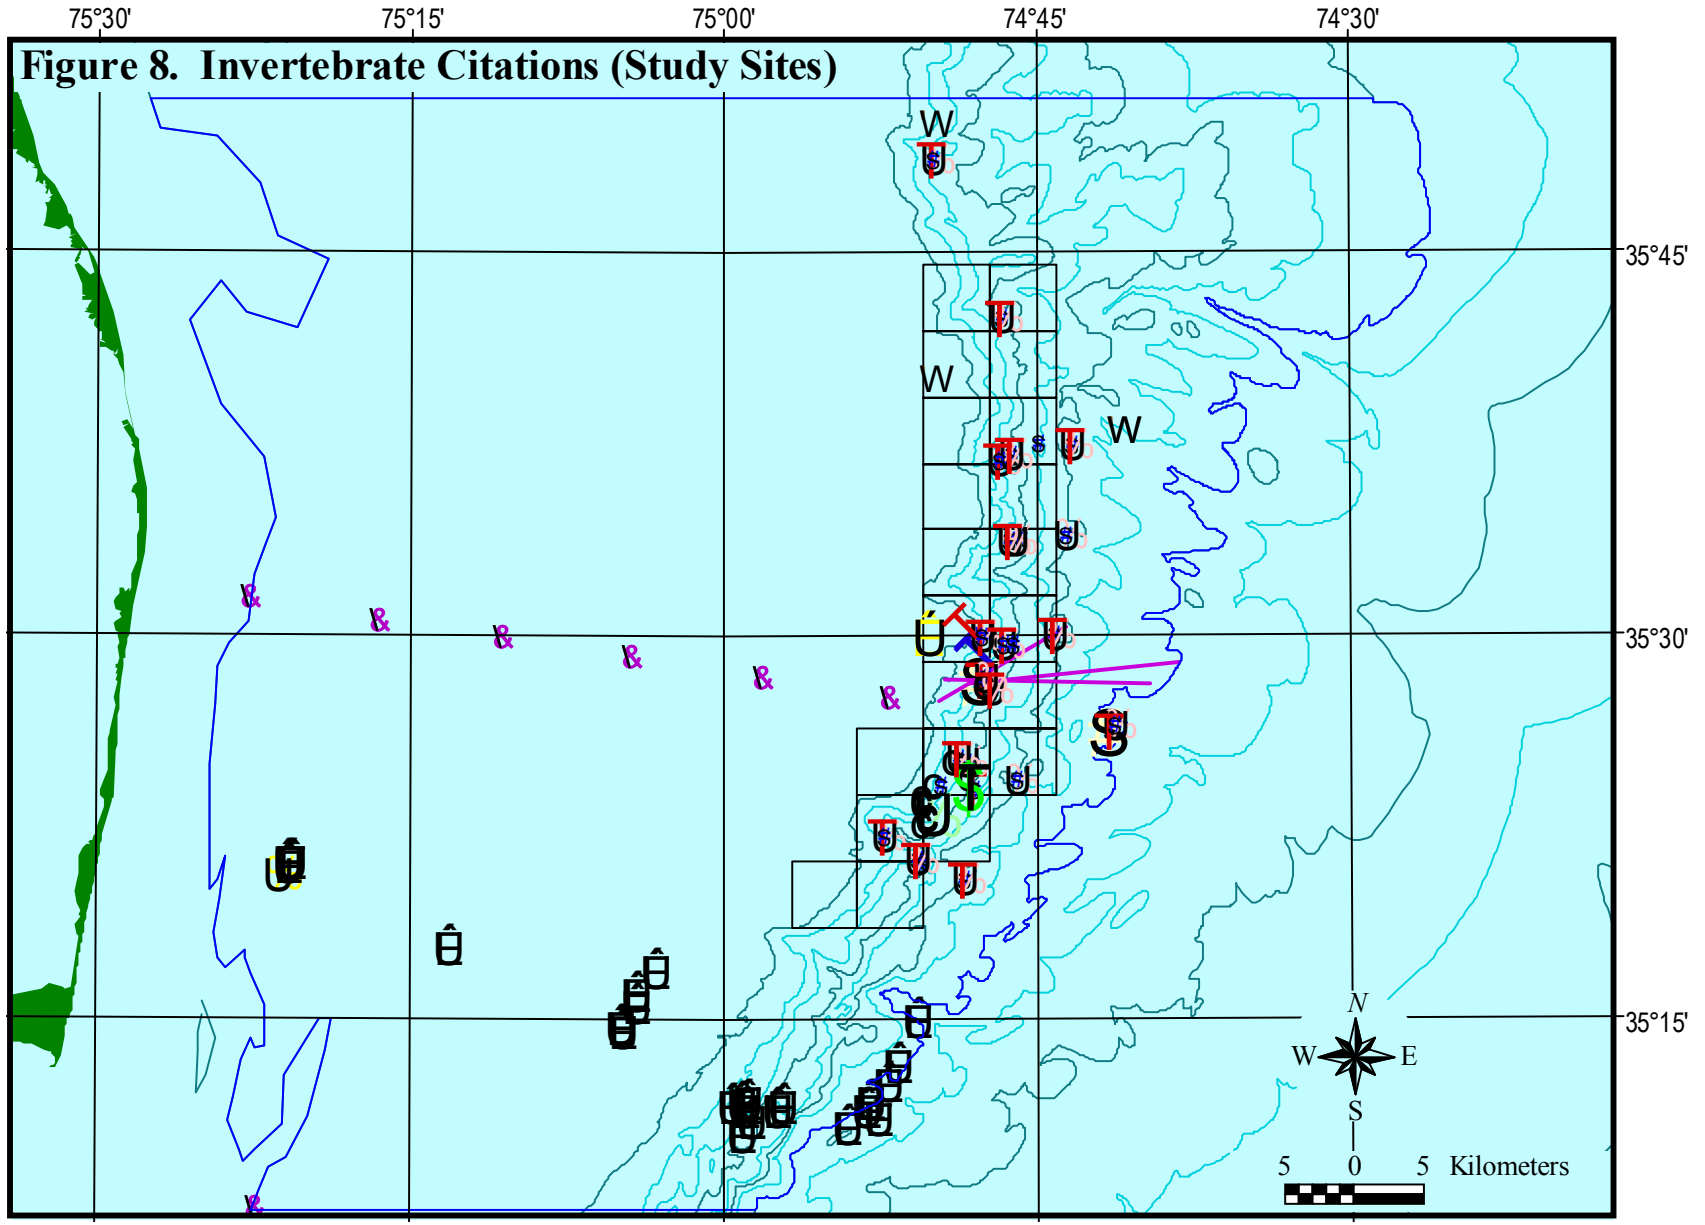 75°30' 75°15' 75°00' 74°45' 74°30'
Figure 8. Invertebrate Citations (Study Sites)
W
35°45'
W
W
35°30'
35°15'
N
W E
S
5 0 5 Kilometers